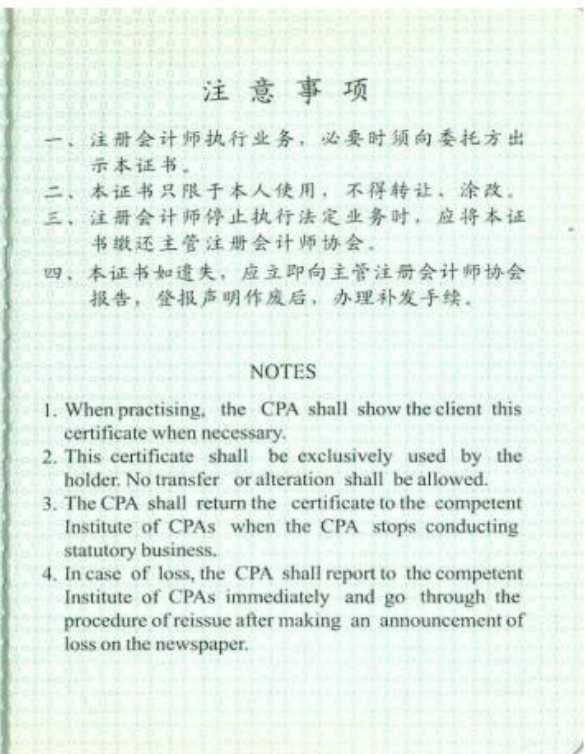 注意事项
一、注册会计师执行业务，必要时须向委托方出
示本证书。
二、本证书只限于本人使用，不得转让、涂改。
三、注册会计师停止执行法定业务时，应将本证
书缴还主管注册会计师协会。
四、本证书如遗失，应立即向主管注册会计师协会
报告，登报声明作废后，办理补发手续。
NOTES
1. When practising, the CPA shall show the client this
certificate when necessary.
2. This certificate shall be exclusively used by the
holder. No transfer or alteration shall be allowed.
3. The CPA shall return the certificate to the competent
Institute of CPAs when the CPA stops conducting
statutory business.
4. In case of loss, the CPA shall report to the competent
Institute of CPAs immediately and go through the
procedure of reissue after making an announcement of
loss on the newspaper.